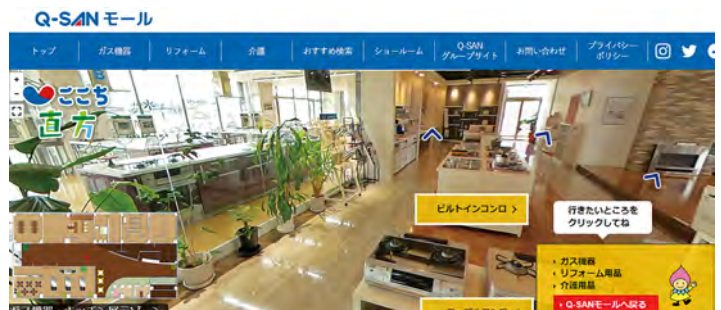 Q-SAN モール
トップ
ガス機器
リフォーム
介護
おすすめ検索
ショールーム
Q-SAN
グループサイト
お問い合わせ
プライバシー
ポリシー
+
-
ここち
直方
ビルトインコンロ >
行きたいところを
クリックしてね
› ガス機器
› リフォーム用品
› 介護用品
› Q-SANモールへ戻る